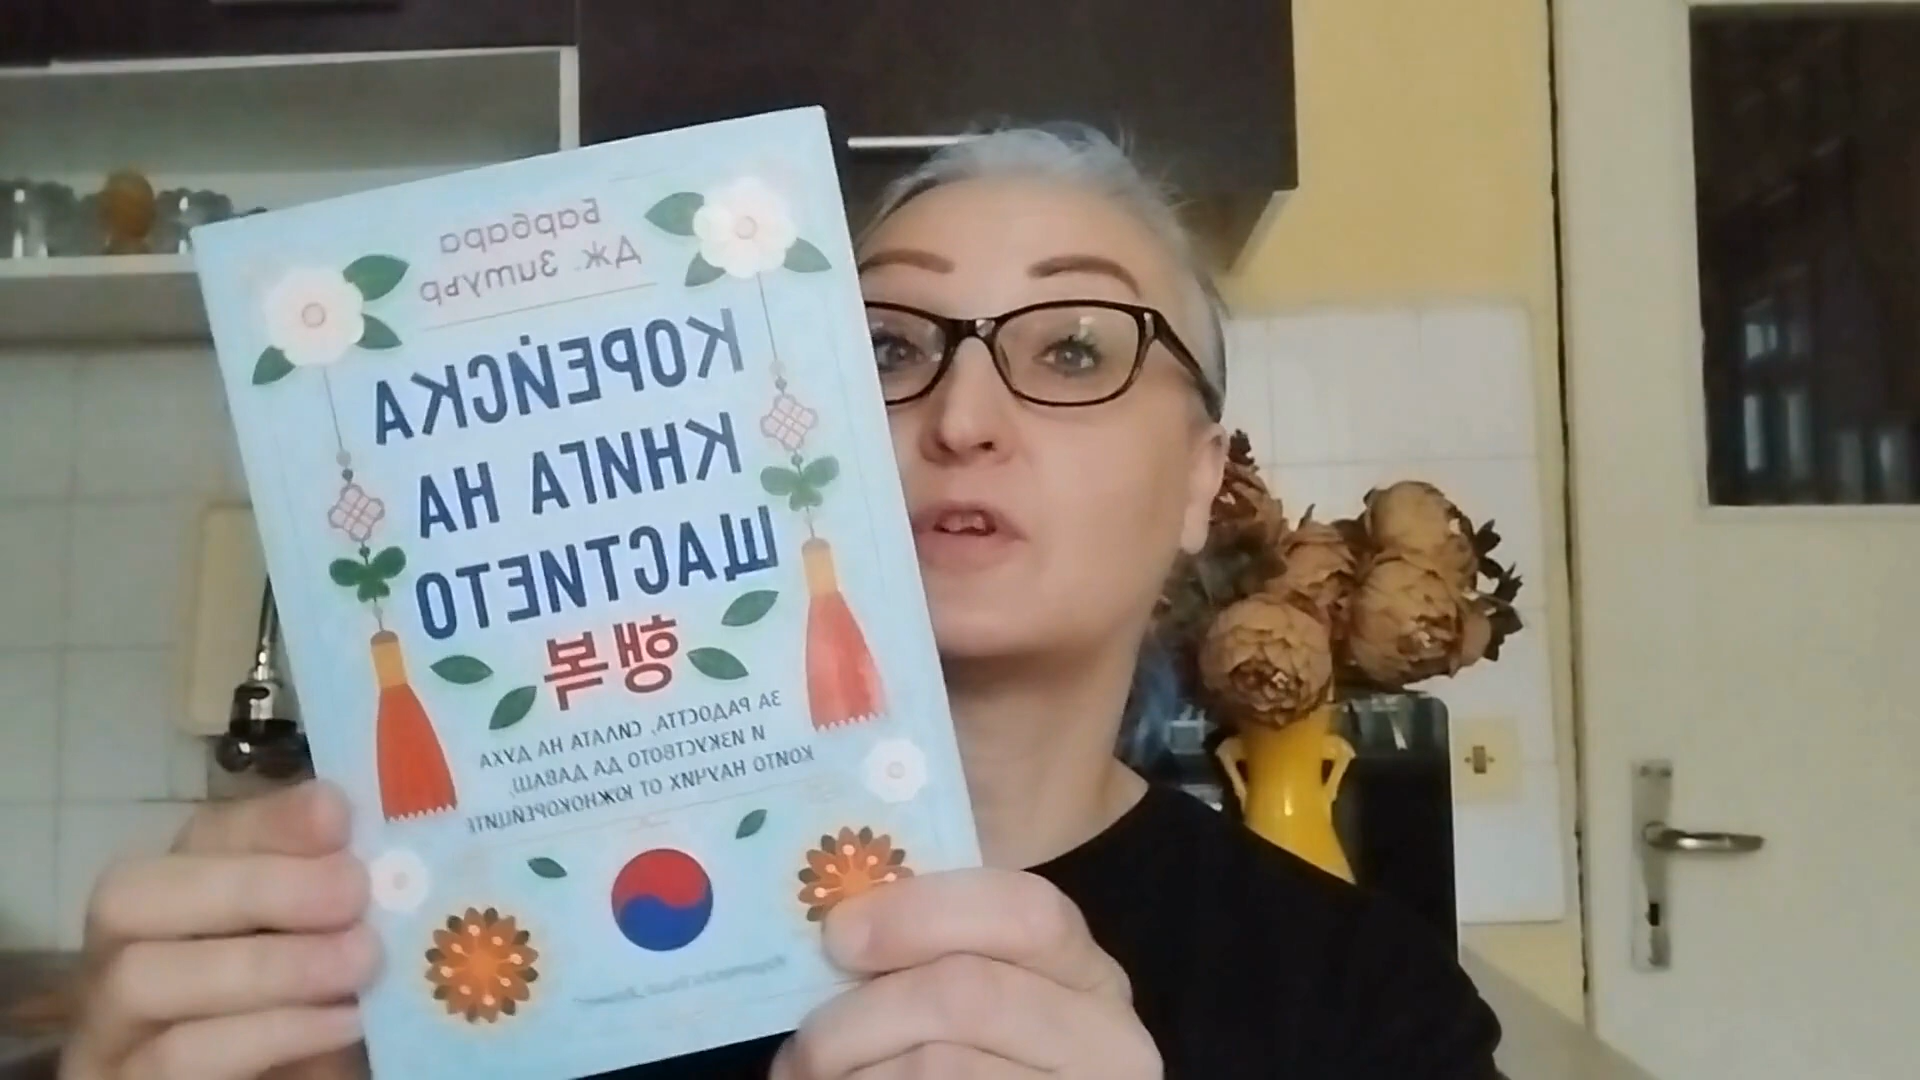 Барбара
Дж. Зитуър
КОРЕЙСКА
КНИГА НА
ЩАСТИЕТО
행복
ЗА РАДОСТТА, СИЛАТА НА ДУХА
И ИЗКУСТВОТО ДА ДАВАШ,
КОИТО НАУЧИХ ОТ ЮЖНОКОРЕЙЦИТЕ